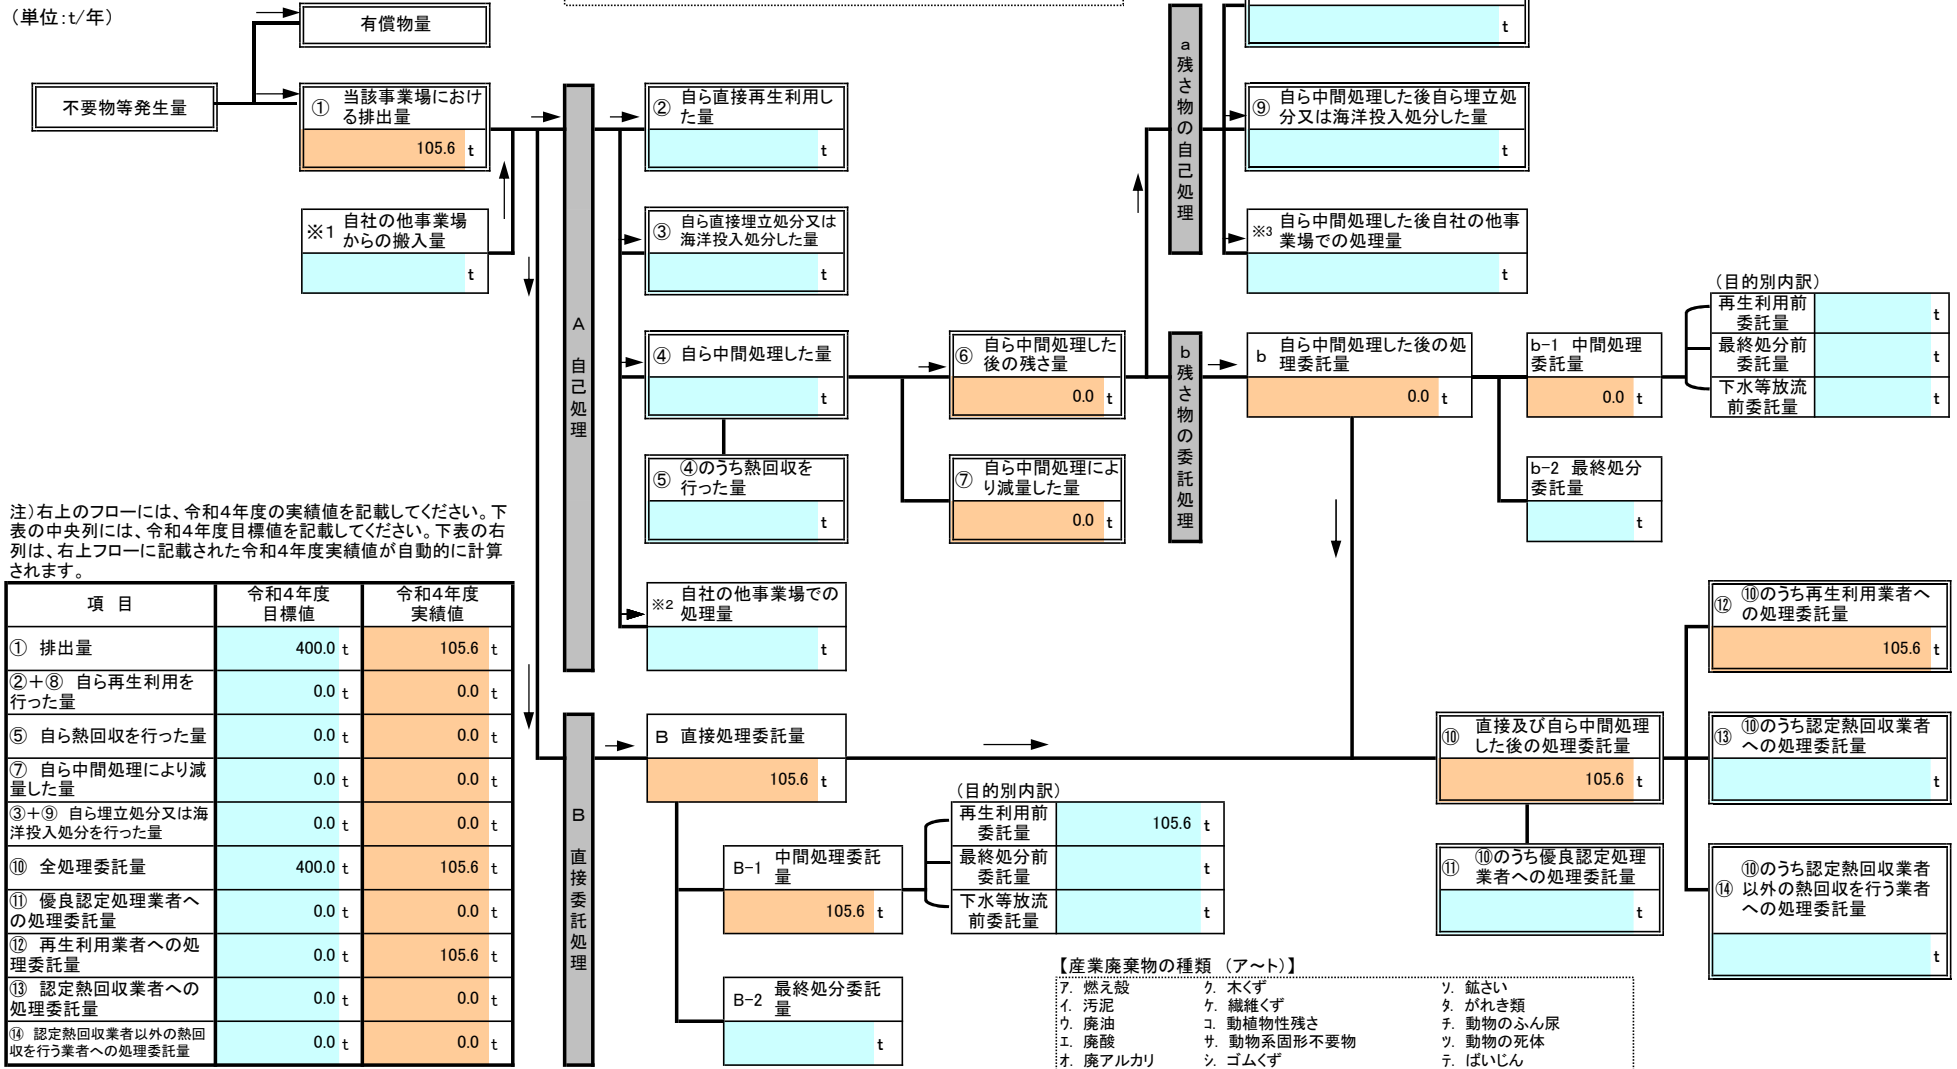 (単位:t/年)
有償物量
不要物等発生量
① 当該事業場におけ
る排出量
105.6 t
※1 自社の他事業場
からの搬入量
t
A 自己処理
② 自ら直接再生利用し
た量
t
③ 自ら直接埋立処分又は
海洋投入処分した量
t
④ 自ら中間処理した量
t
⑤ ④のうち熱回収を
行った量
t
※2 自社の他事業場での
処理量
t
⑥ 自ら中間処理した
後の残さ量
0.0 t
⑦ 自ら中間処理によ
り減量した量
0.0 t
a 残さ物の自己処理
t
⑨ 自ら中間処理した後自ら埋立処
分又は海洋投入処分した量
t
※3 自ら中間処理した後自社の他事
業場での処理量
t
b 残さ物の委託処理
b 自ら中間処理した後の処
理委託量
0.0 t
b-1 中間処理
委託量
0.0 t
b-2 最終処分
委託量
t
(目的別内訳)
再生利用前
委託量
t
最終処分前
委託量
t
下水等放流
前委託量
t
注)右上のフローには、令和4年度の実績値を記載してください。下
表の中央列には、令和4年度目標値を記載してください。下表の右
列は、右上フローに記載された令和4年度実績値が自動的に計算
されます。
項 目 令和4年度
目標値 令和4年度
実績値
① 排出量 400.0 t 105.6 t
②+⑧ 自ら再生利用を
行った量 0.0 t 0.0 t
⑤ 自ら熱回収を行った量 0.0 t 0.0 t
⑦ 自ら中間処理により減
量した量 0.0 t 0.0 t
③+⑨ 自ら埋立処分又は海
洋投入処分を行った量 0.0 t 0.0 t
⑩ 全処理委託量 400.0 t 105.6 t
⑪ 優良認定処理業者へ
の処理委託量 0.0 t 0.0 t
⑫ 再生利用業者への処
理委託量 0.0 t 105.6 t
⑬ 認定熱回収業者への
処理委託量 0.0 t 0.0 t
⑭ 認定熱回収業者以外の熱回
収を行う業者への処理委託量 0.0 t 0.0 t
B 直接委託処理
B 直接処理委託量
105.6 t
B-1 中間処理委託
量
105.6 t
B-2 最終処分委託
量
t
(目的別内訳)
再生利用前
委託量
105.6 t
最終処分前
委託量
t
下水等放流
前委託量
t
⑩ 直接及び自ら中間処理
した後の処理委託量
105.6 t
⑪ ⑩のうち優良認定処理
業者への処理委託量
t
⑫ ⑩のうち再生利用業者へ
の処理委託量
105.6 t
⑬ ⑩のうち認定熱回収業者
への処理委託量
t
⑭ ⑩のうち認定熱回収業者
以外の熱回収を行う業者
への処理委託量
t
【産業廃棄物の種類 (ア~ト)】
ア. 燃え殻 ク. 木くず ソ. 鉱さい
イ. 汚泥 ケ. 繊維くず タ. がれき類
ウ. 廃油 コ. 動植物性残さ チ. 動物のふん尿
エ. 廃酸 サ. 動物系固形不要物 ツ. 動物の死体
オ. 廃アルカリ シ. ゴムくず テ. ばいじん